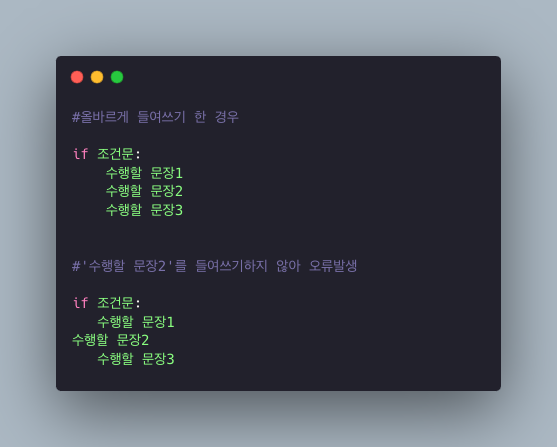 #올바르게 들여쓰기 한 경우
if 조건문:
    수행할 문장1
    수행할 문장2
    수행할 문장3
#'수행할 문장2'를 들여쓰기하지 않아 오류발생
if 조건문:
   수행할 문장1
수행할 문장2
   수행할 문장3